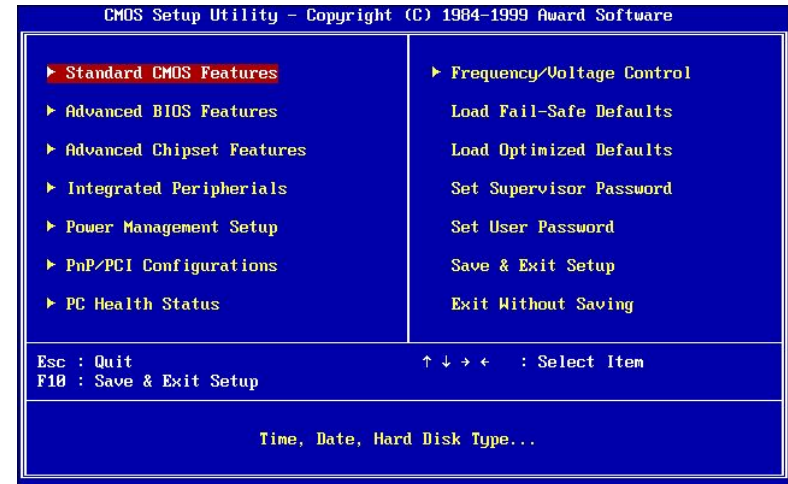 CMOS Setup Utility - Copyright (C) 1984-1999 Award Software
▶ Standard CMOS Features
▶ Advanced BIOS Features
▶ Advanced Chipset Features
▶ Integrated Peripherials
▶ Power Management Setup
▶ PnP/PCI Configurations
▶ PC Health Status
▶ Frequency/Voltage Control
Load Fail-Safe Defaults
Load Optimized Defaults
Set Supervisor Password
Set User Password
Save & Exit Setup
Exit Without Saving
Esc : Quit
F10 : Save & Exit Setup
↑ ↓ → ← : Select Item
Time, Date, Hard Disk Type...